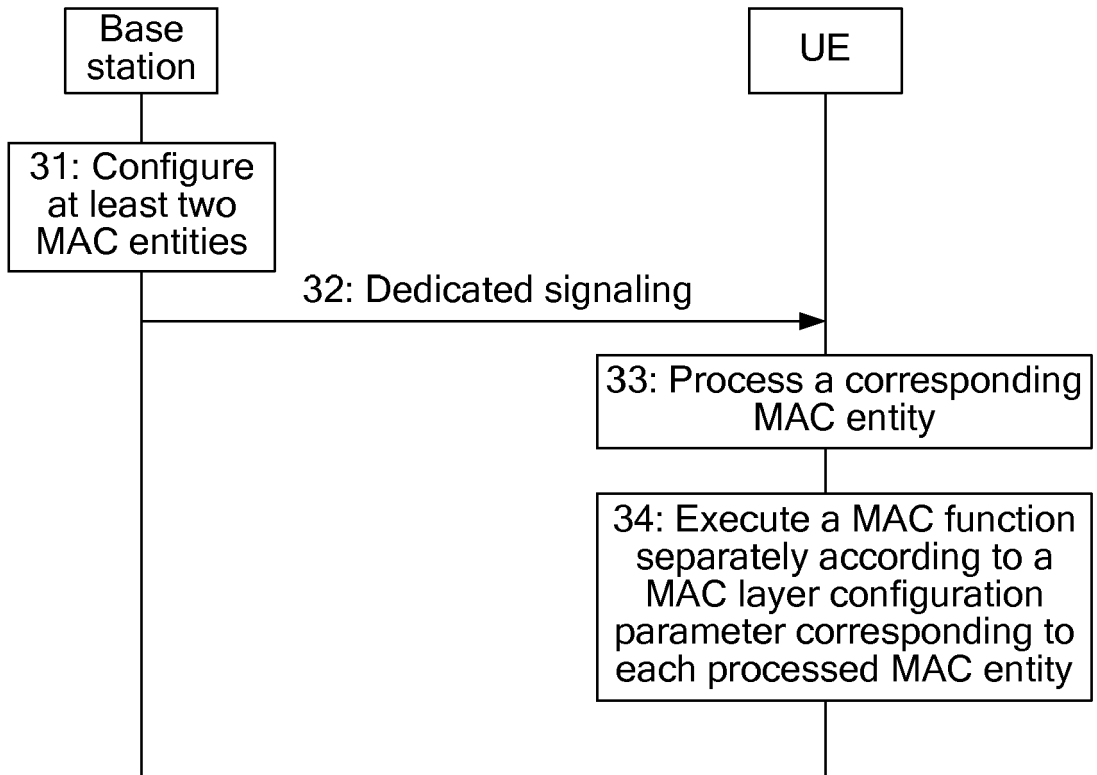 Base
station
UE
31: Configure
at least two
MAC entities
32: Dedicated signaling
33: Process a corresponding
MAC entity
34: Execute a MAC function
separately according to a
MAC layer configuration
parameter corresponding to
each processed MAC entity